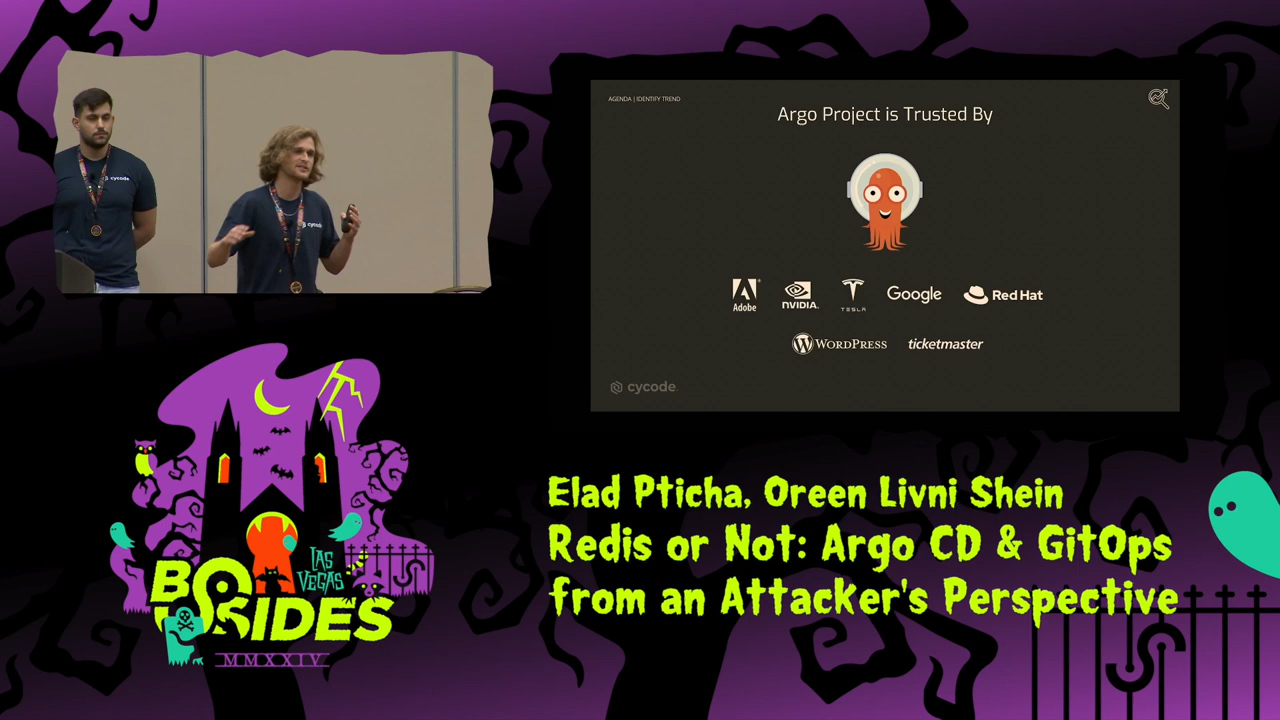 cycode
cycode
AGENDA | IDENTIFY TREND
Argo Project is Trusted By
Adobe
NVIDIA.
TESLA
Google
Red Hat
WORDPRESS
ticketmaster
cycode
LAS
VEGAS
BSIDES
MMXXIV
Elad Pticha, Oreen Livni Shein
Redis or Not: Argo CD & GitOps
from an Attacker's Perspective